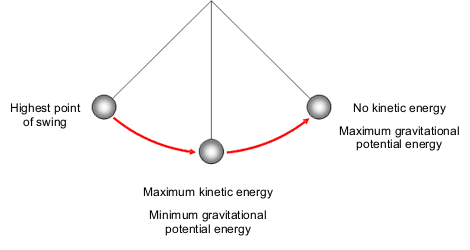 Highest point
of swing
No kinetic energy
Maximum gravitational
potential energy
Maximum kinetic energy
Minimum gravitational
potential energy